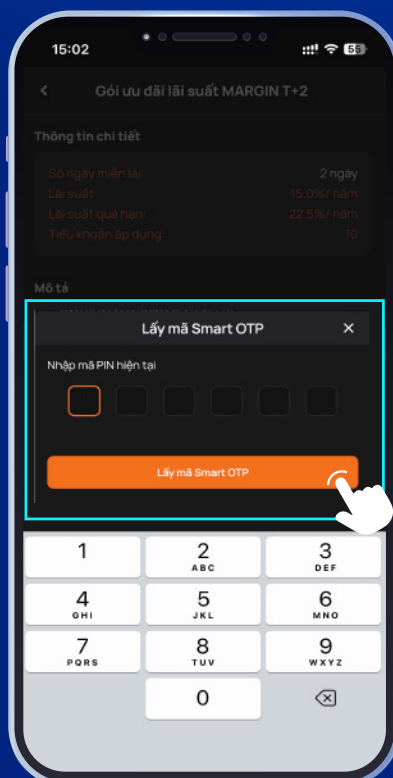 15:02
55
Gói ưu đãi lãi suất MARGIN T+2
Thông tin chi tiết
Số ngày miễn lãi 2 ngày
Lãi suất: 15.0%/ năm
Lãi suất quá hạn: 22.5%/ năm
Tiểu khoản áp dụng: 10
Mô tả
Lấy mã Smart OTP
Nhập mã PIN hiện tại
Lấy mã Smart OTP
1 2 3
ABC DEF
4 5 6
GHI JKL MNO
7 8 9
PQRS TUV WXYZ
0